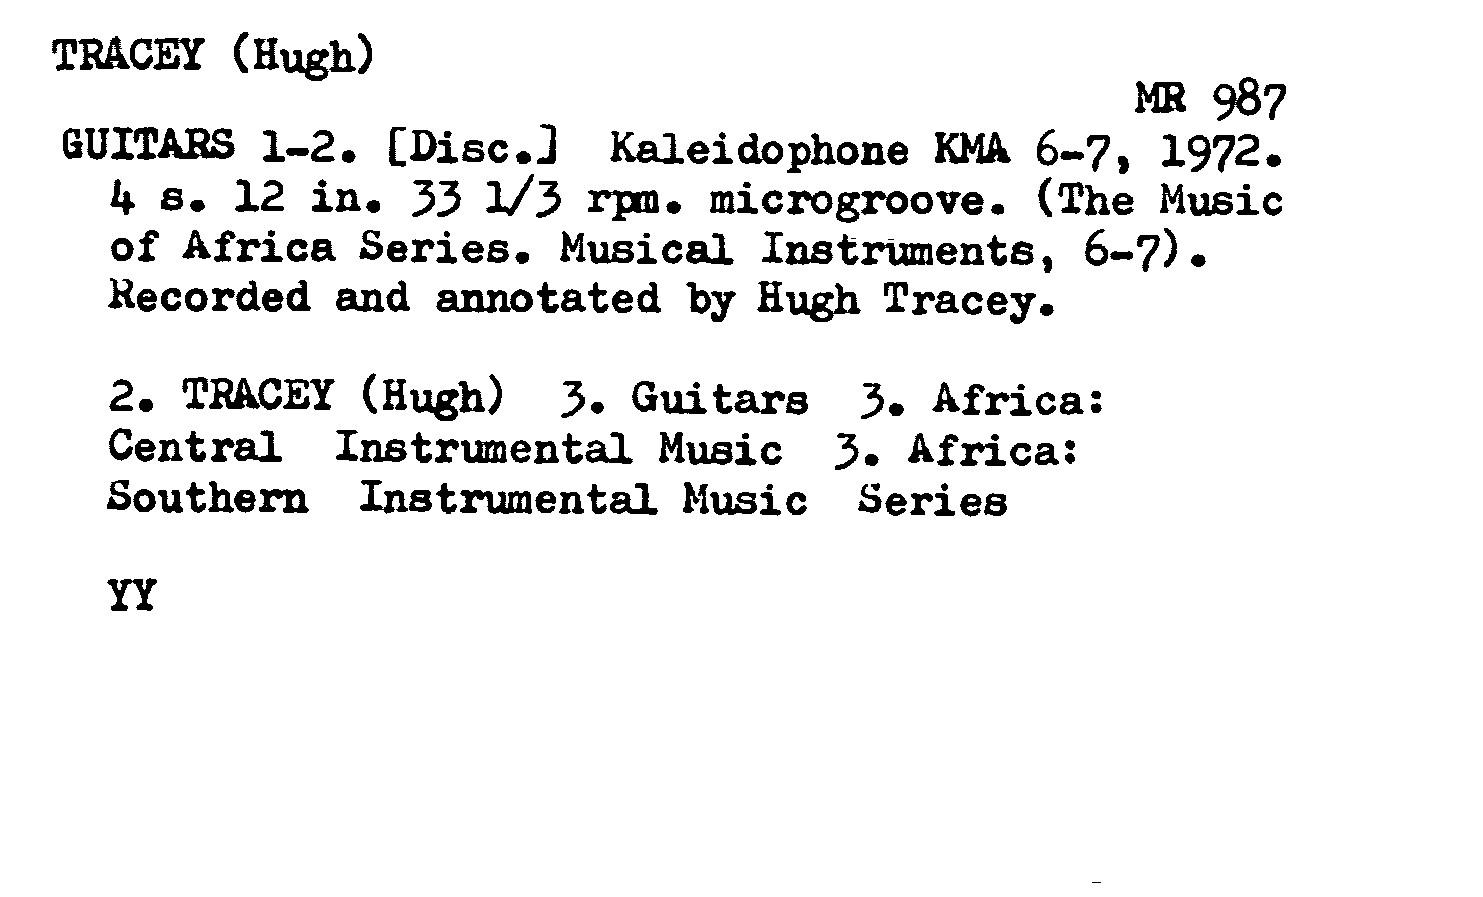 TRACEY (Hugh)
MR 987
GUITARS 1-2. [Disc.] Kaleidophone KMA 6-7, 1972.
4 s. 12 in. 33 1/3 rpm. microgroove. (The Music
of Africa Series. Musical Instruments, 6-7).
Recorded and annotated by Hugh Tracey.
2. TRACEY (Hugh) 3. Guitars 3. Africa:
Central Instrumental Music 3. Africa:
Southern Instrumental Music Series
YY